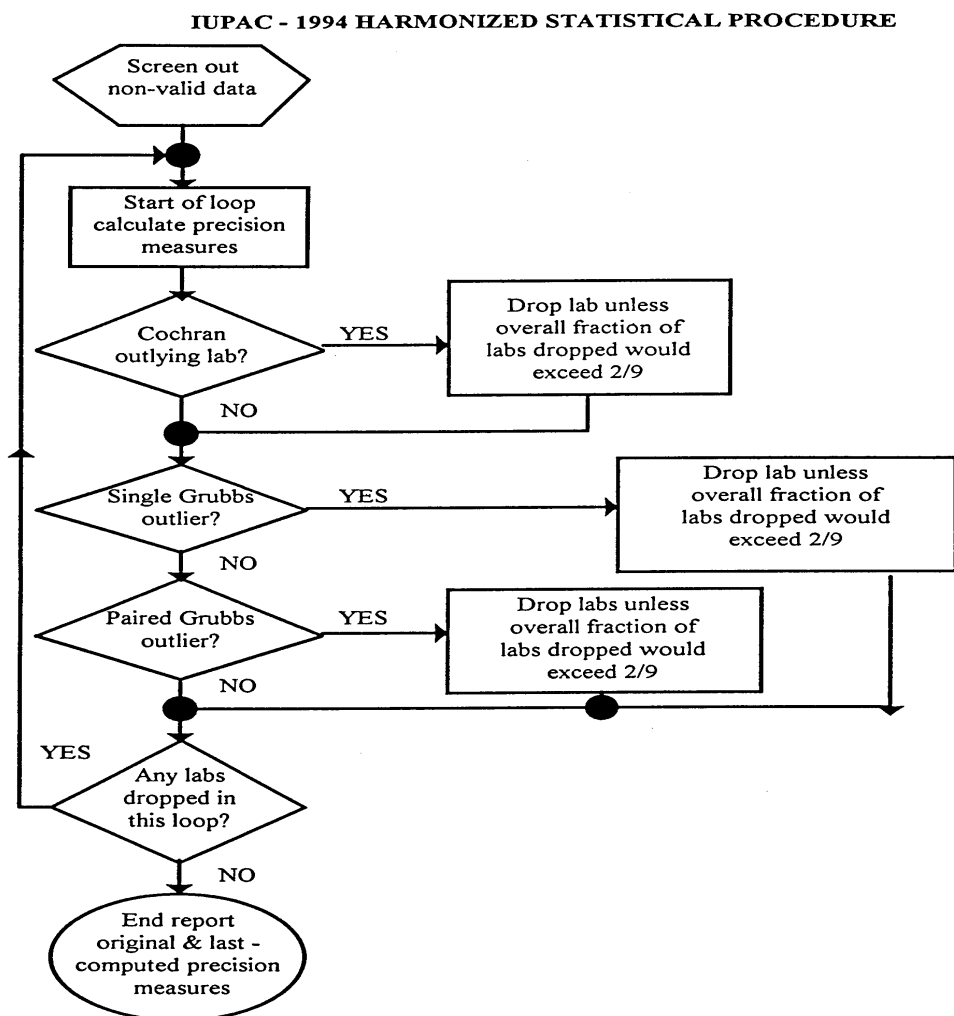 IUPAC - 1994 HARMONIZED STATISTICAL PROCEDURE
Screen out
non-valid data
Start of loop
calculate precision
measures
Cochran
outlying lab?
YES
Drop lab unless
overall fraction of
labs dropped would
exceed 2/9
NO
Single Grubbs
outlier?
YES
Drop lab unless
overall fraction of
labs dropped would
exceed 2/9
NO
Paired Grubbs
outlier?
YES
Drop labs unless
overall fraction of
labs dropped would
exceed 2/9
NO
YES
Any labs
dropped in
this loop?
NO
End report
original & last -
computed precision
measures